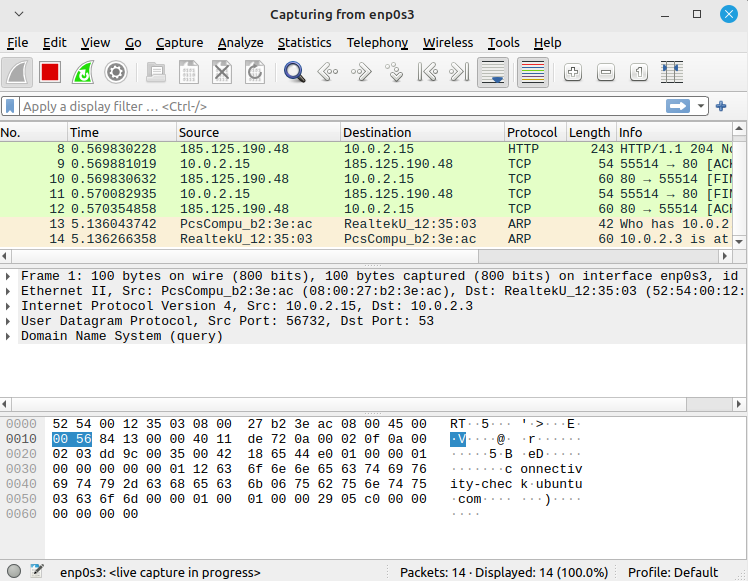 Capturing from enp0s3
File Edit View Go Capture Analyze Statistics Telephony Wireless Tools Help
Apply a display filter ... <Ctrl-/>
No. Time Source Destination Protocol Length Info
8 0.569830228 185.125.190.48 10.0.2.15 HTTP 243 HTTP/1.1 204 No
9 0.569881019 10.0.2.15 185.125.190.48 TCP 54 55514 → 80 [ACK
10 0.569830632 185.125.190.48 10.0.2.15 TCP 60 80 → 55514 [FIN
11 0.570082935 10.0.2.15 185.125.190.48 TCP 54 55514 → 80 [FIN
12 0.570354858 185.125.190.48 10.0.2.15 TCP 60 80 → 55514 [ACK
13 5.136043742 PcsCompu_b2:3e:ac RealtekU_12:35:03 ARP 42 Who has 10.0.2
14 5.136266358 RealtekU_12:35:03 PcsCompu_b2:3e:ac ARP 60 10.0.2.3 is at
Frame 1: 100 bytes on wire (800 bits), 100 bytes captured (800 bits) on interface enp0s3, id
Ethernet II, Src: PcsCompu_b2:3e:ac (08:00:27:b2:3e:ac), Dst: RealtekU_12:35:03 (52:54:00:12:
Internet Protocol Version 4, Src: 10.0.2.15, Dst: 10.0.2.3
User Datagram Protocol, Src Port: 56732, Dst Port: 53
Domain Name System (query)
0000 52 54 00 12 35 03 08 00 27 b2 3e ac 08 00 45 00 RT··5···'·>···E·
0010 00 56 84 13 00 00 40 11 de 72 0a 00 02 0f 0a 00 ·V····@··r······
0020 02 03 dd 9c 00 35 00 42 18 65 44 e9 01 00 00 01 ·····5·B·eD·····
0030 00 00 00 00 00 01 12 63 6f 6e 6e 65 63 74 69 76 ·······connectiv
0040 69 74 79 2d 63 68 65 63 6b 06 75 62 75 6e 74 75 ity-check·ubuntu
0050 03 63 6f 6d 00 00 01 00 01 00 00 29 05 c0 00 00 ·com·······)····
0060 00 00 00 00 ····
enp0s3: <live capture in progress> Packets: 14 · Displayed: 14 (100.0%) Profile: Default